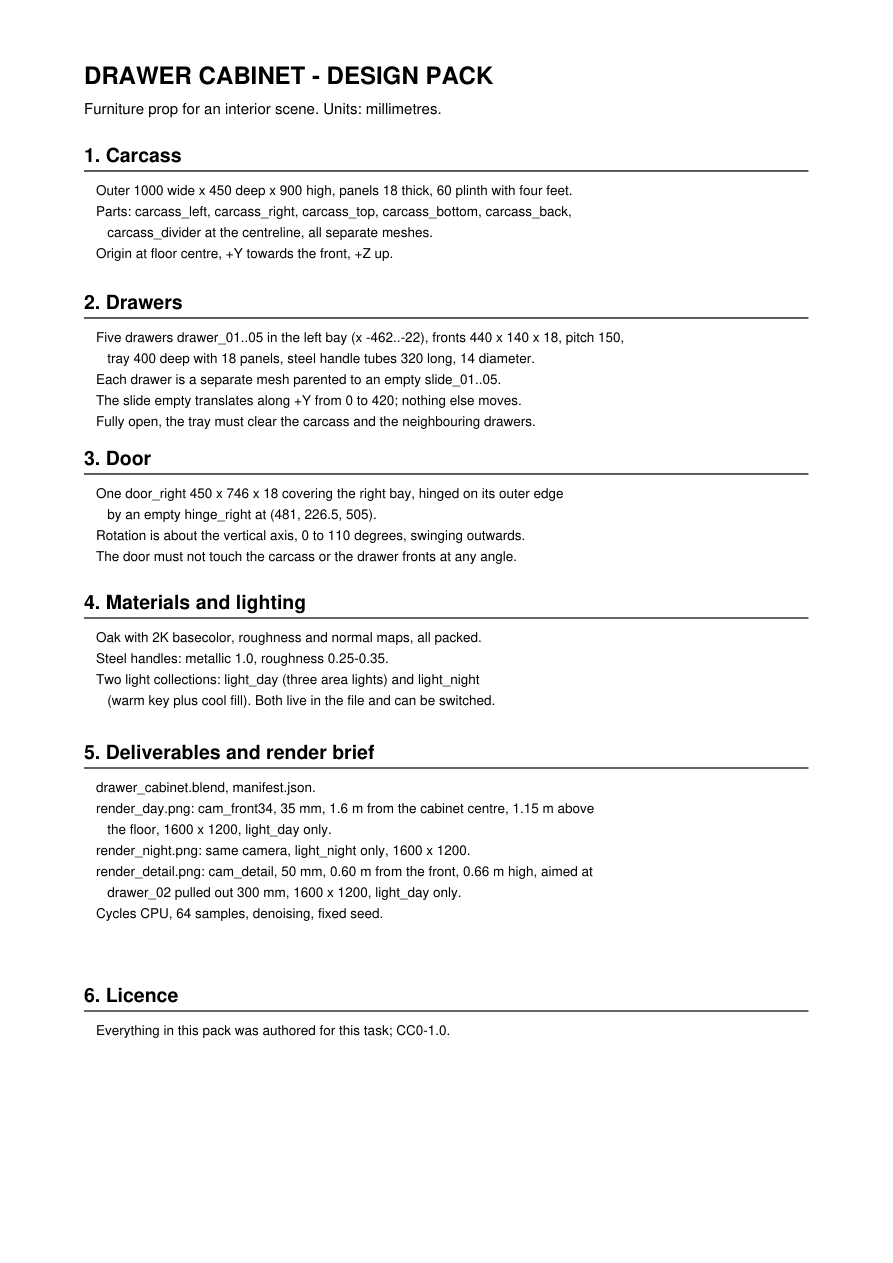 DRAWER CABINET - DESIGN PACK
Furniture prop for an interior scene. Units: millimetres.
1. Carcass
Outer 1000 wide x 450 deep x 900 high, panels 18 thick, 60 plinth with four feet.
Parts: carcass_left, carcass_right, carcass_top, carcass_bottom, carcass_back,
carcass_divider at the centreline, all separate meshes.
Origin at floor centre, +Y towards the front, +Z up.
2. Drawers
Five drawers drawer_01..05 in the left bay (x -462..-22), fronts 440 x 140 x 18, pitch 150,
tray 400 deep with 18 panels, steel handle tubes 320 long, 14 diameter.
Each drawer is a separate mesh parented to an empty slide_01..05.
The slide empty translates along +Y from 0 to 420; nothing else moves.
Fully open, the tray must clear the carcass and the neighbouring drawers.
3. Door
One door_right 450 x 746 x 18 covering the right bay, hinged on its outer edge
by an empty hinge_right at (481, 226.5, 505).
Rotation is about the vertical axis, 0 to 110 degrees, swinging outwards.
The door must not touch the carcass or the drawer fronts at any angle.
4. Materials and lighting
Oak with 2K basecolor, roughness and normal maps, all packed.
Steel handles: metallic 1.0, roughness 0.25-0.35.
Two light collections: light_day (three area lights) and light_night
(warm key plus cool fill). Both live in the file and can be switched.
5. Deliverables and render brief
drawer_cabinet.blend, manifest.json.
render_day.png: cam_front34, 35 mm, 1.6 m from the cabinet centre, 1.15 m above
the floor, 1600 x 1200, light_day only.
render_night.png: same camera, light_night only, 1600 x 1200.
render_detail.png: cam_detail, 50 mm, 0.60 m from the front, 0.66 m high, aimed at
drawer_02 pulled out 300 mm, 1600 x 1200, light_day only.
Cycles CPU, 64 samples, denoising, fixed seed.
6. Licence
Everything in this pack was authored for this task; CC0-1.0.